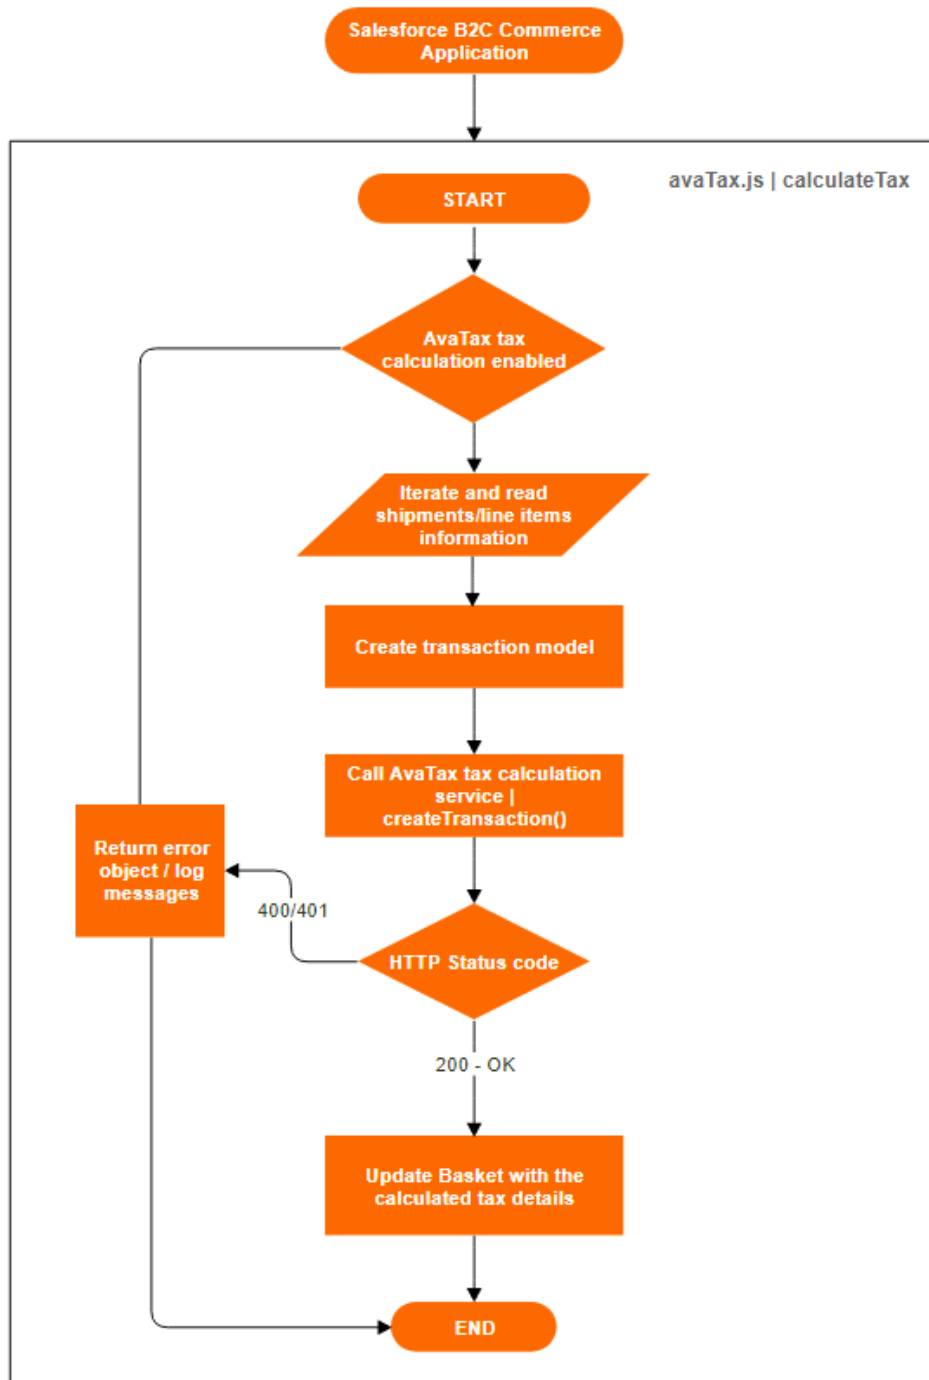 Salesforce B2C Commerce
Application
avaTax.js | calculateTax
START
AvaTax tax
calculation enabled
Iterate and read
shipments/line items
information
Create transaction model
Call AvaTax tax calculation
service |
createTransaction()
Return error
object / log
messages
400/401
HTTP Status code
200 - OK
Update Basket with the
calculated tax details
END